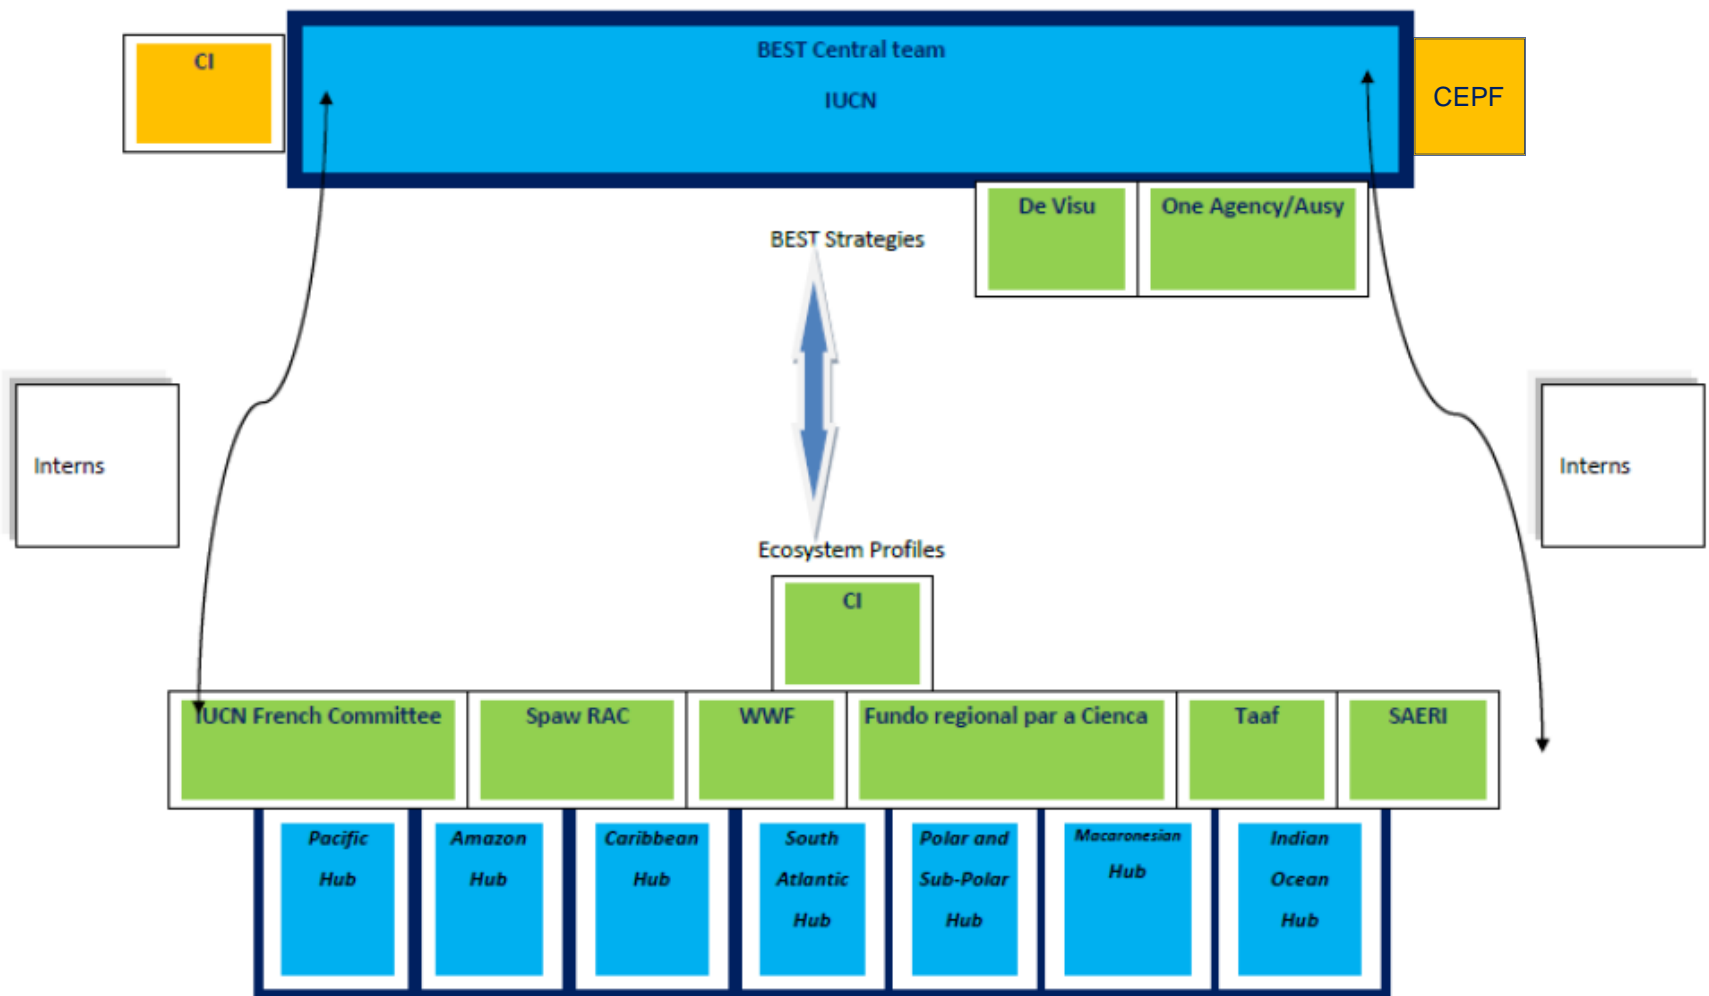 CI
BEST Central team
IUCN
CEPF
De Visu
One Agency/Ausy
BEST Strategies
Interns
Interns
Ecosystem Profiles
CI
IUCN French Committee
Spaw RAC
WWF
Fundo regional par a Cienca
Taaf
SAERI
Pacific
Hub
Amazon
Hub
Caribbean
Hub
South
Atlantic
Hub
Polar and
Sub-Polar
Hub
Macaronesian
Hub
Indian
Ocean
Hub